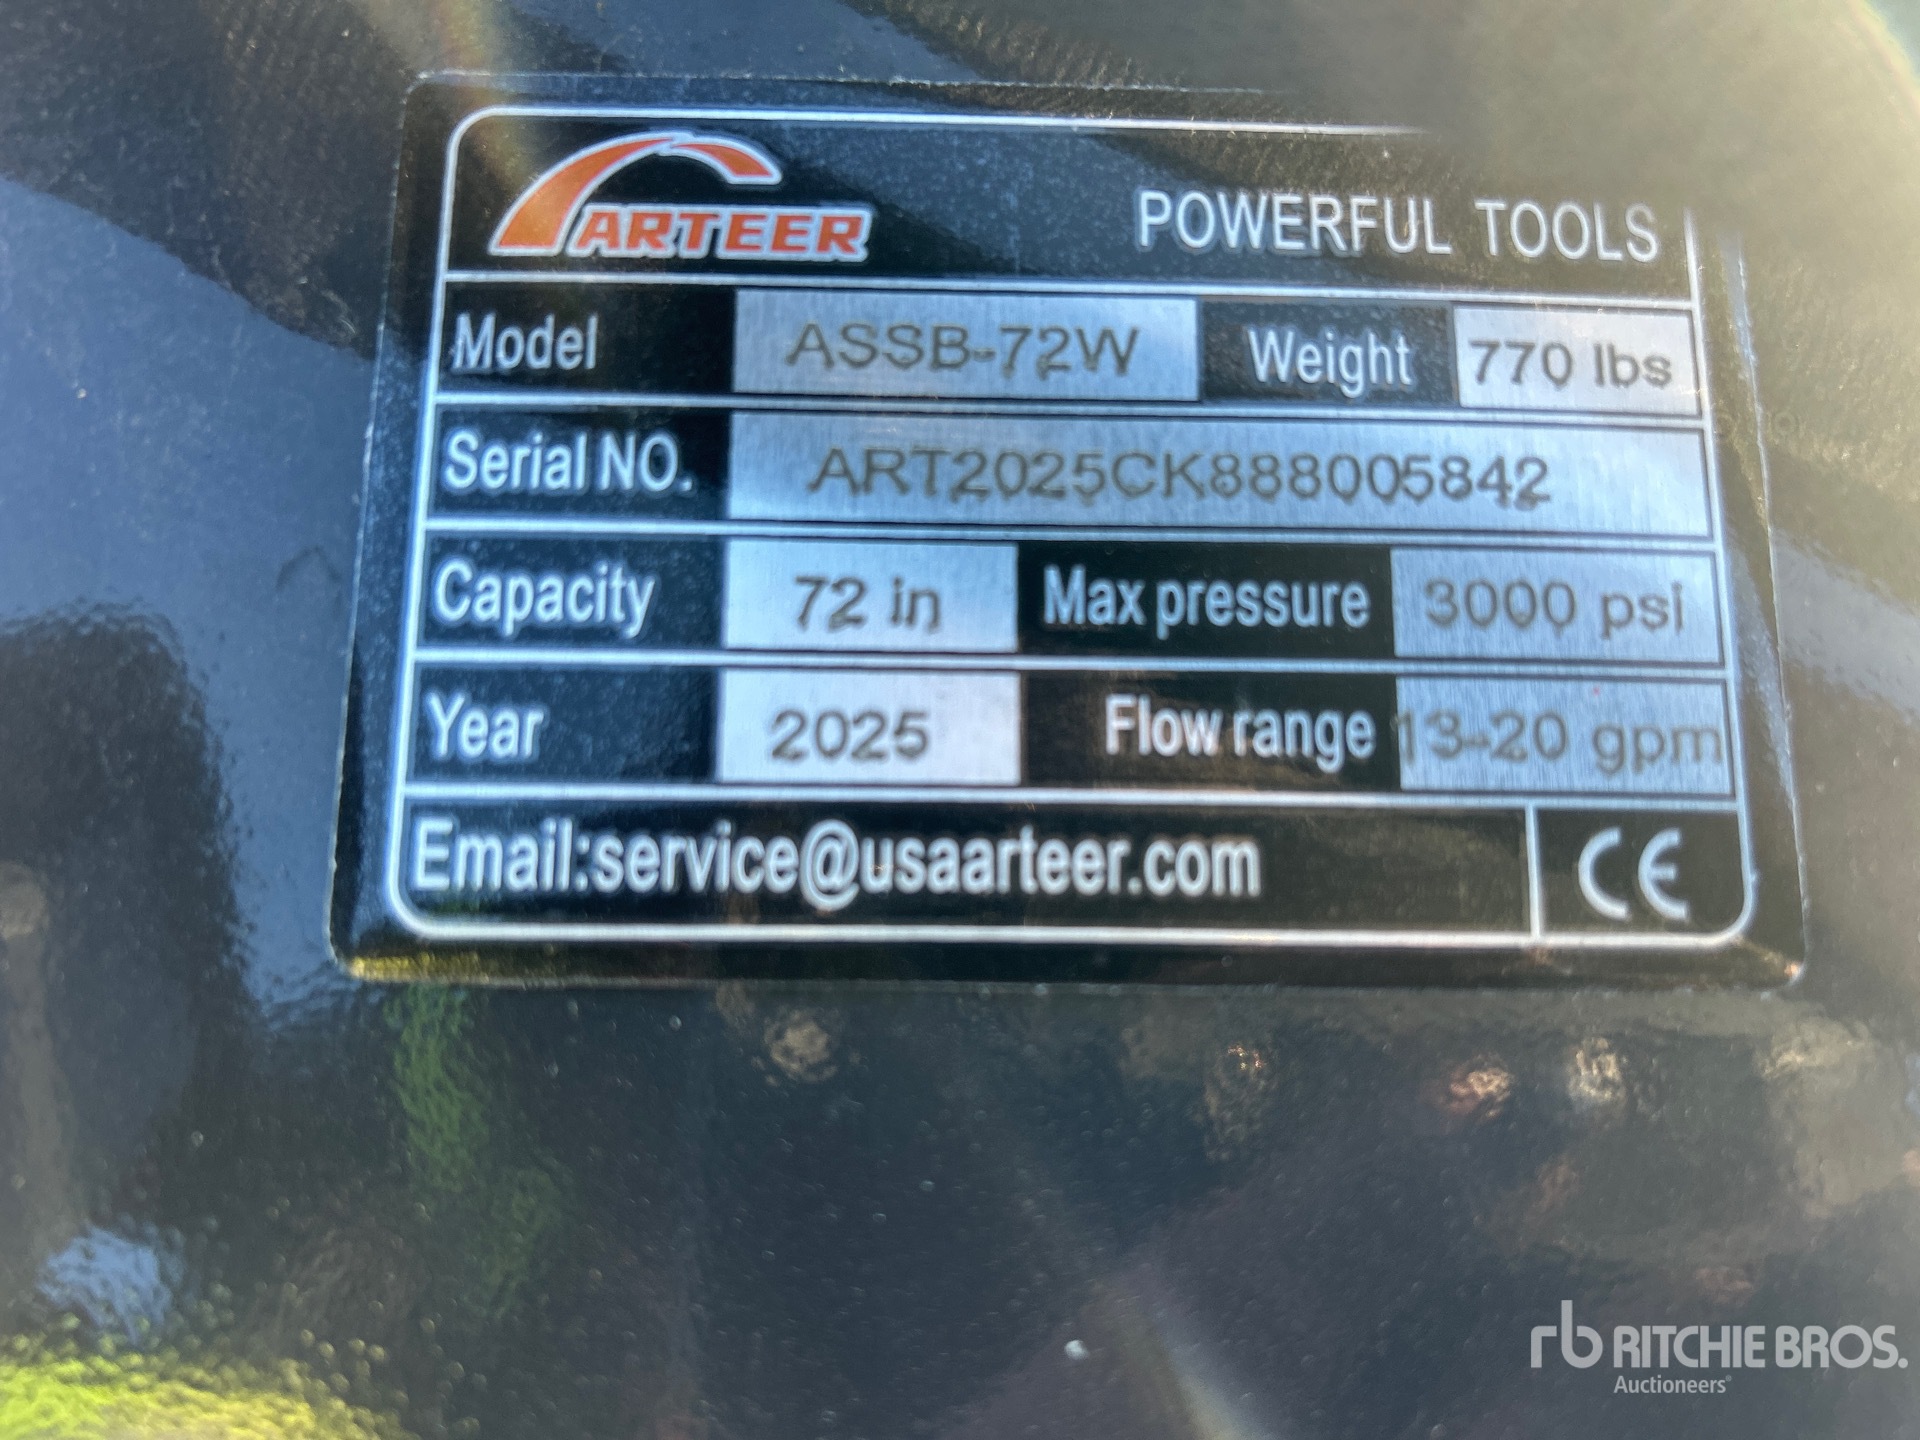 ARTEER POWERFUL TOOLS
Model ASSB-72W Weight 770 lbs
Serial NO. ART2025CK888005842
Capacity 72 in Max pressure 3000 psi
Year 2025 Flow range 13-20 gpm
Email:service@usaarteer.com CE
rb RITCHIE BROS.
Auctioneers